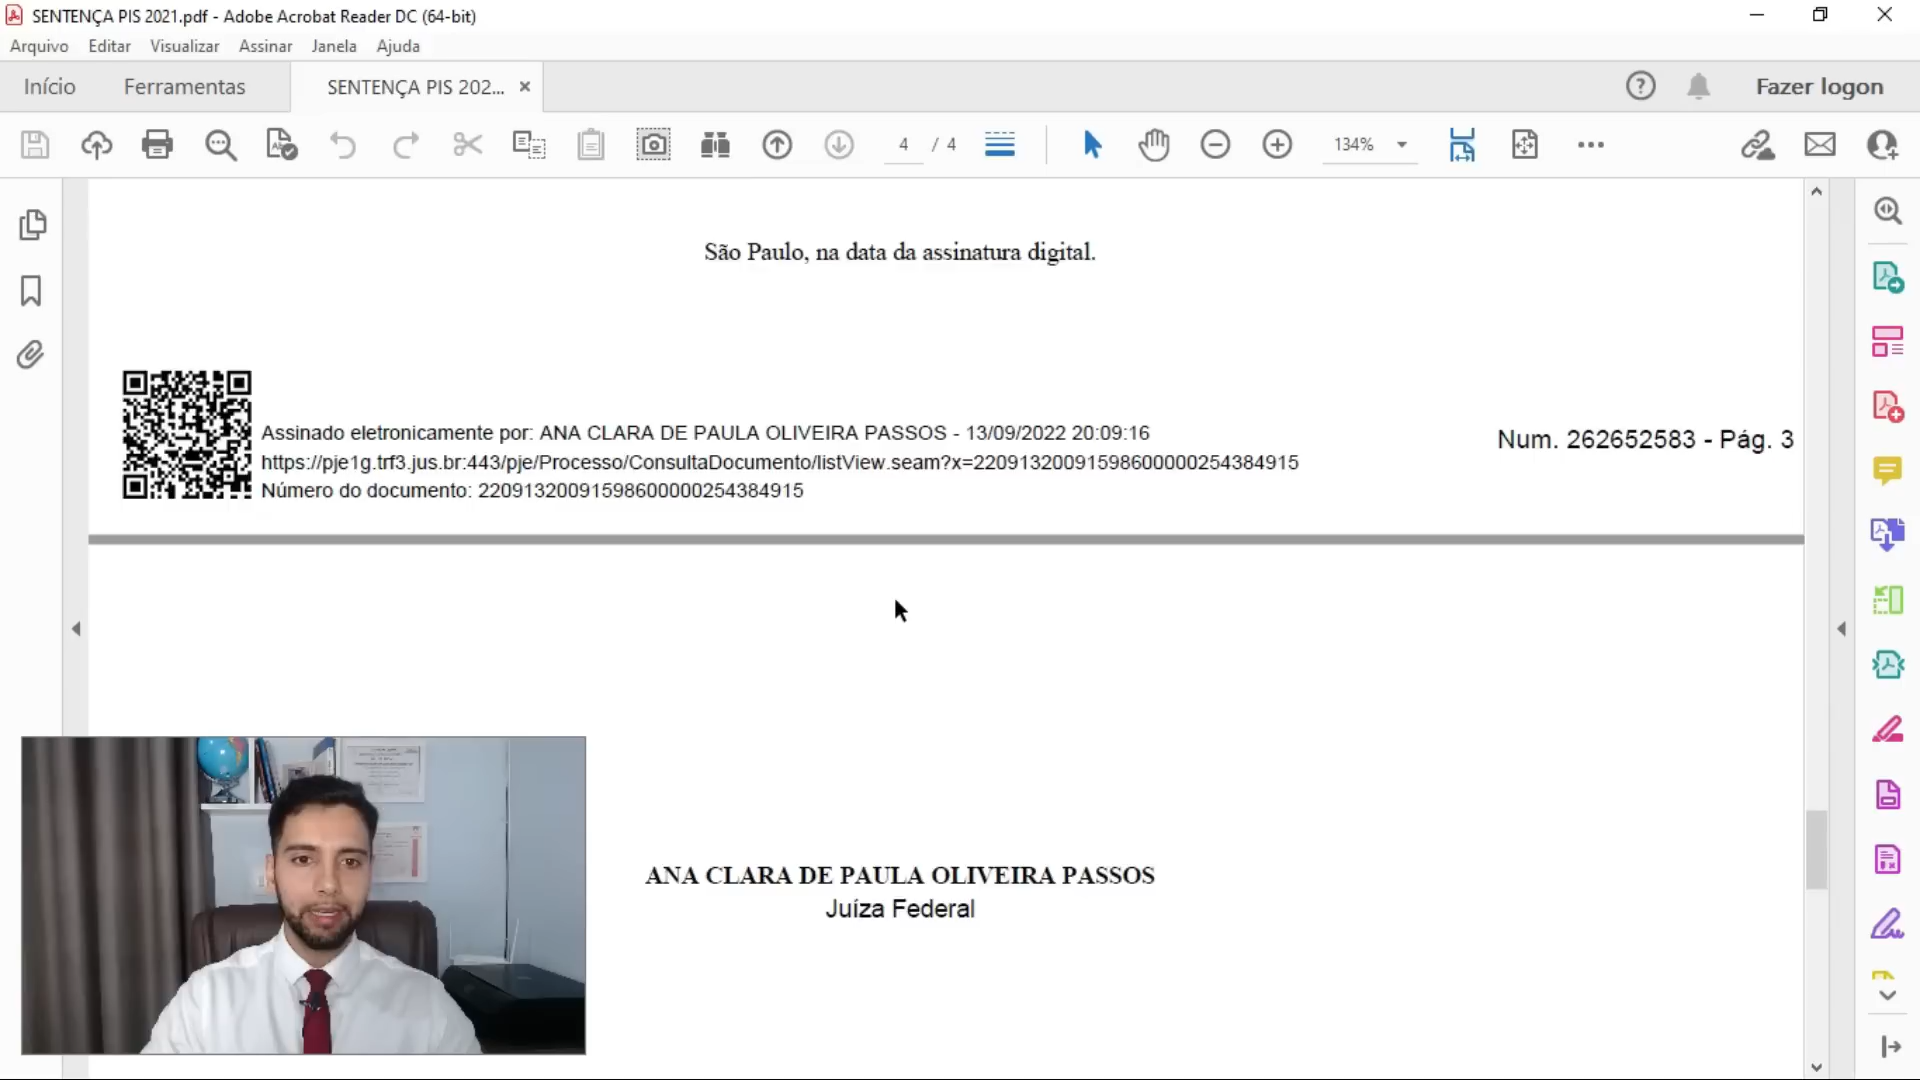 SENTENÇA PIS 2021.pdf - Adobe Acrobat Reader DC (64-bit)
Arquivo Editar Visualizar Assinar Janela Ajuda
Início Ferramentas SENTENÇA PIS 202... × Fazer logon
4 / 4 134%
São Paulo, na data da assinatura digital.
Assinado eletronicamente por: ANA CLARA DE PAULA OLIVEIRA PASSOS - 13/09/2022 20:09:16
https://pje1g.trf3.jus.br:443/pje/Processo/ConsultaDocumento/listView.seam?x=22091320091598600000254384915
Número do documento: 22091320091598600000254384915
Num. 262652583 - Pág. 3
ANA CLARA DE PAULA OLIVEIRA PASSOS
Juíza Federal